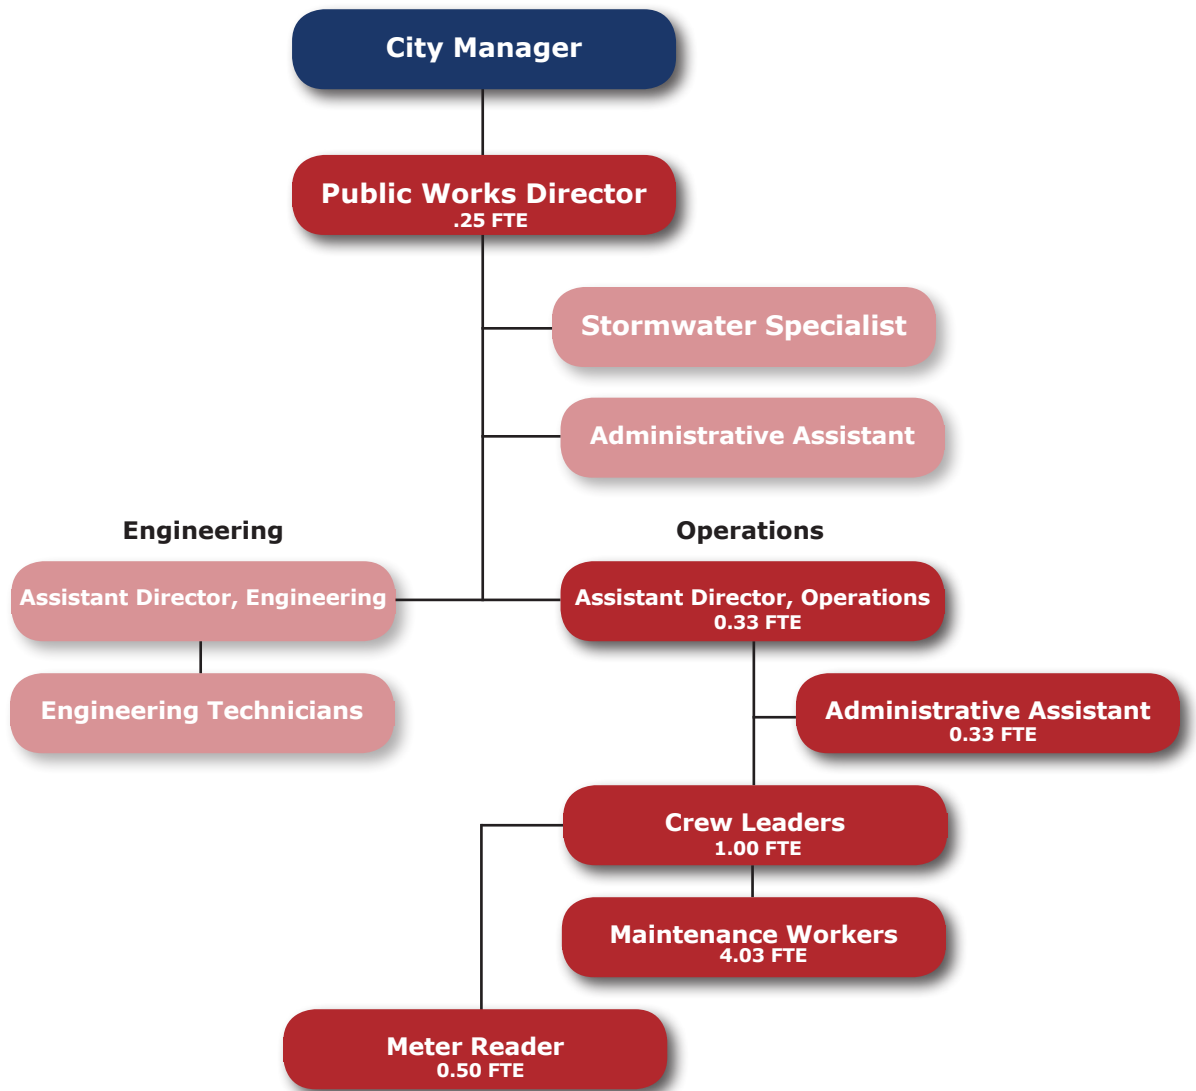 City Manager
Public Works Director
.25 FTE
Stormwater Specialist
Administrative Assistant
Engineering
Operations
Assistant Director, Engineering
Assistant Director, Operations
0.33 FTE
Engineering Technicians
Administrative Assistant
0.33 FTE
Crew Leaders
1.00 FTE
Maintenance Workers
4.03 FTE
Meter Reader
0.50 FTE